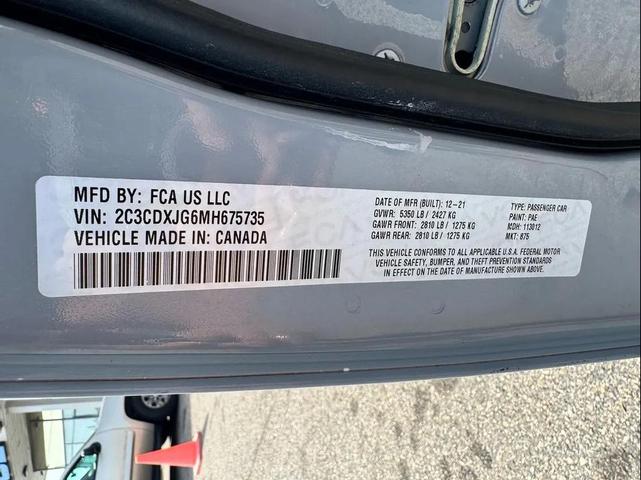 MFD BY: FCA US LLC
VIN: 2C3CDXJG6MH675735
VEHICLE MADE IN: CANADA
DATE OF MFR (BUILT): 12-21
GVWR: 5350 LB / 2427 KG
GAWR FRONT: 2810 LB / 1275 KG
GAWR REAR: 2810 LB / 1275 KG
TYPE: PASSENGER CAR
PAINT: PAE
MDH: 113012
MKT: 875
THIS VEHICLE CONFORMS TO ALL APPLICABLE U.S.A. FEDERAL MOTOR
VEHICLE SAFETY, BUMPER, AND THEFT PREVENTION STANDARDS
IN EFFECT ON THE DATE OF MANUFACTURE SHOWN ABOVE.